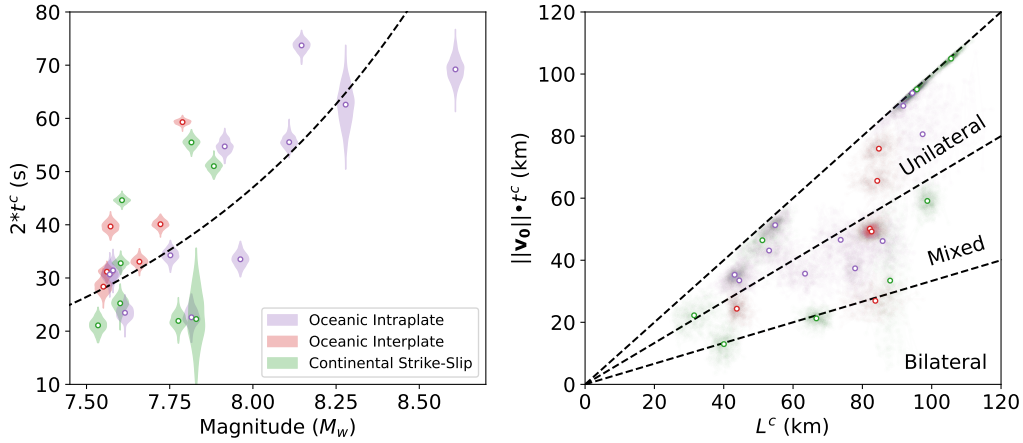 80
70
60
50
40
30
20
10
2*t^c (s)
7.50
7.75
8.00
8.25
8.50
Magnitude (M_w)
Oceanic Intraplate
Oceanic Interplate
Continental Strike-Slip
120
100
80
60
40
20
0
||v₀||•t^c (km)
0
20
40
60
80
100
120
L^c (km)
Unilateral
Mixed
Bilateral